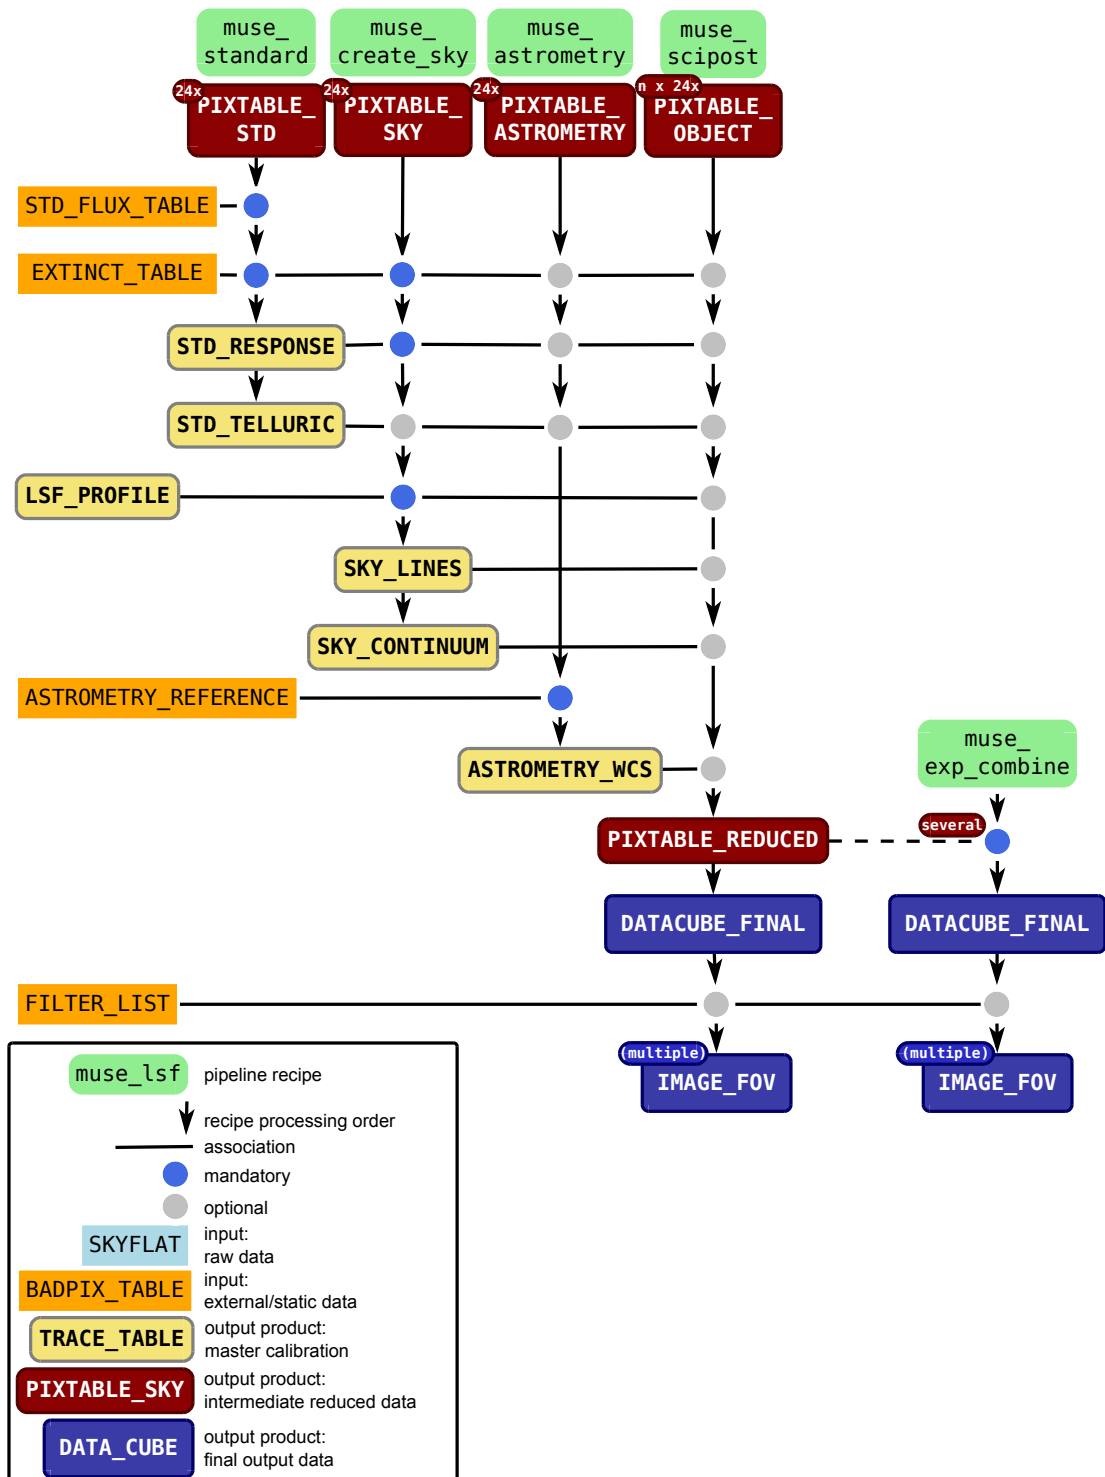 muse_
standard
muse_
create_sky
muse_
astrometry
muse_
scipost
24x
PIXTABLE_
STD
24x
PIXTABLE_
SKY
24x
PIXTABLE_
ASTROMETRY
n x 24x
PIXTABLE_
OBJECT
STD_FLUX_TABLE
EXTINCT_TABLE
STD_RESPONSE
STD_TELLURIC
LSF_PROFILE
SKY_LINES
SKY_CONTINUUM
ASTROMETRY_REFERENCE
ASTROMETRY_WCS
muse_
exp_combine
several
PIXTABLE_REDUCED
DATACUBE_FINAL
DATACUBE_FINAL
FILTER_LIST
(multiple)
IMAGE_FOV
(multiple)
IMAGE_FOV
muse_lsf
pipeline recipe
recipe processing order
association
mandatory
optional
SKYFLAT
input:
raw data
BADPIX_TABLE
input:
external/static data
TRACE_TABLE
output product:
master calibration
PIXTABLE_SKY
output product:
intermediate reduced data
DATA_CUBE
output product:
final output data